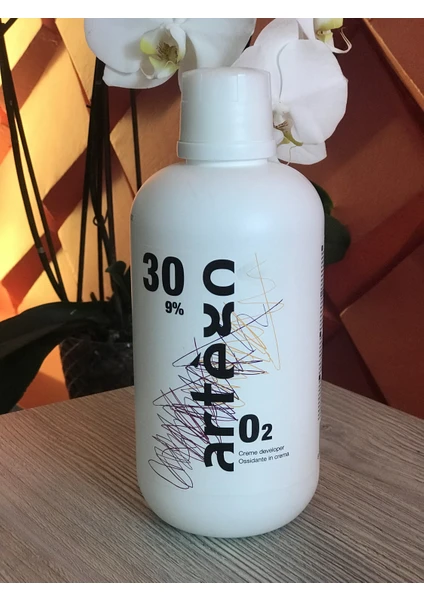 30
9%
artègo
O2
Creme developer
Ossidante in crema